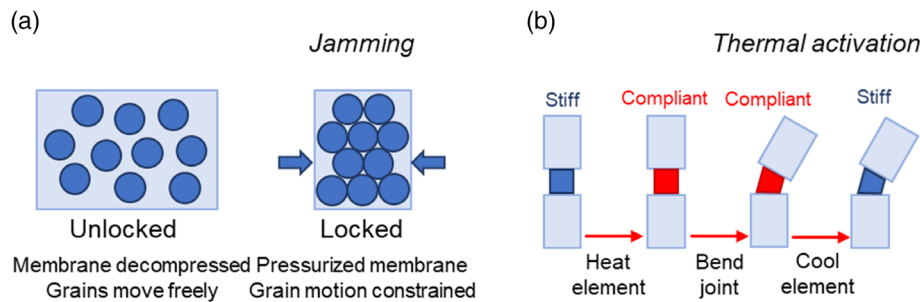 (a)
Jamming
Unlocked
Locked
Membrane decompressed
Grains move freely
Pressurized membrane
Grain motion constrained
(b)
Thermal activation
Stiff
Compliant
Compliant
Stiff
Heat
element
Bend
joint
Cool
element